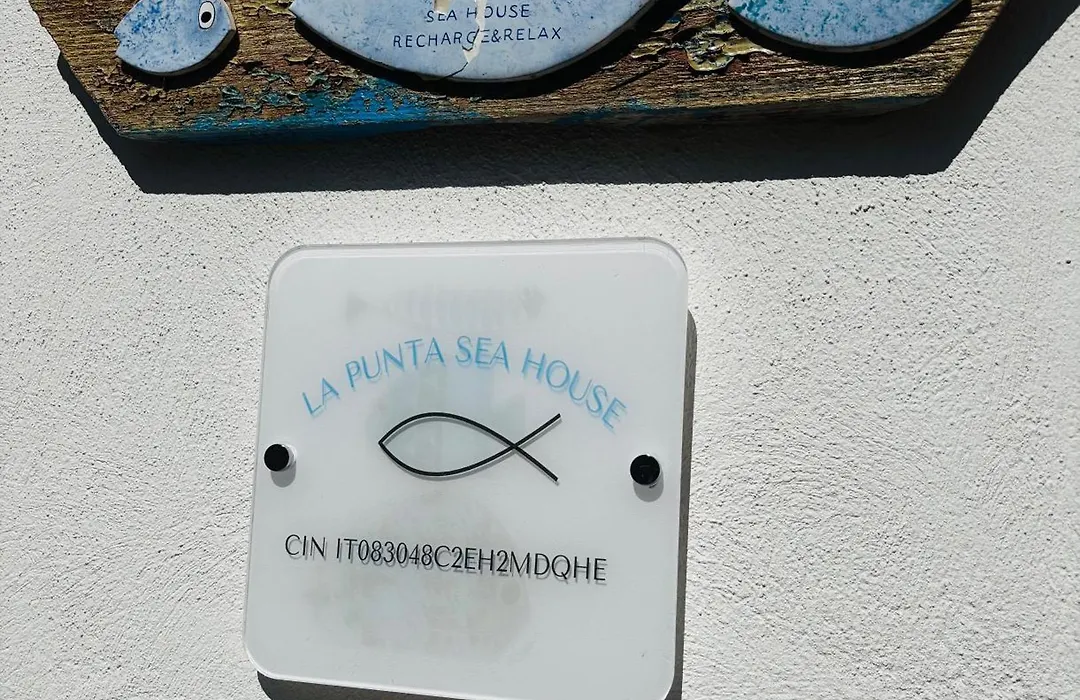 SEA HOUSE
RECHARGE&RELAX
LA PUNTA SEA HOUSE
CIN IT083048C2EH2MDQHE